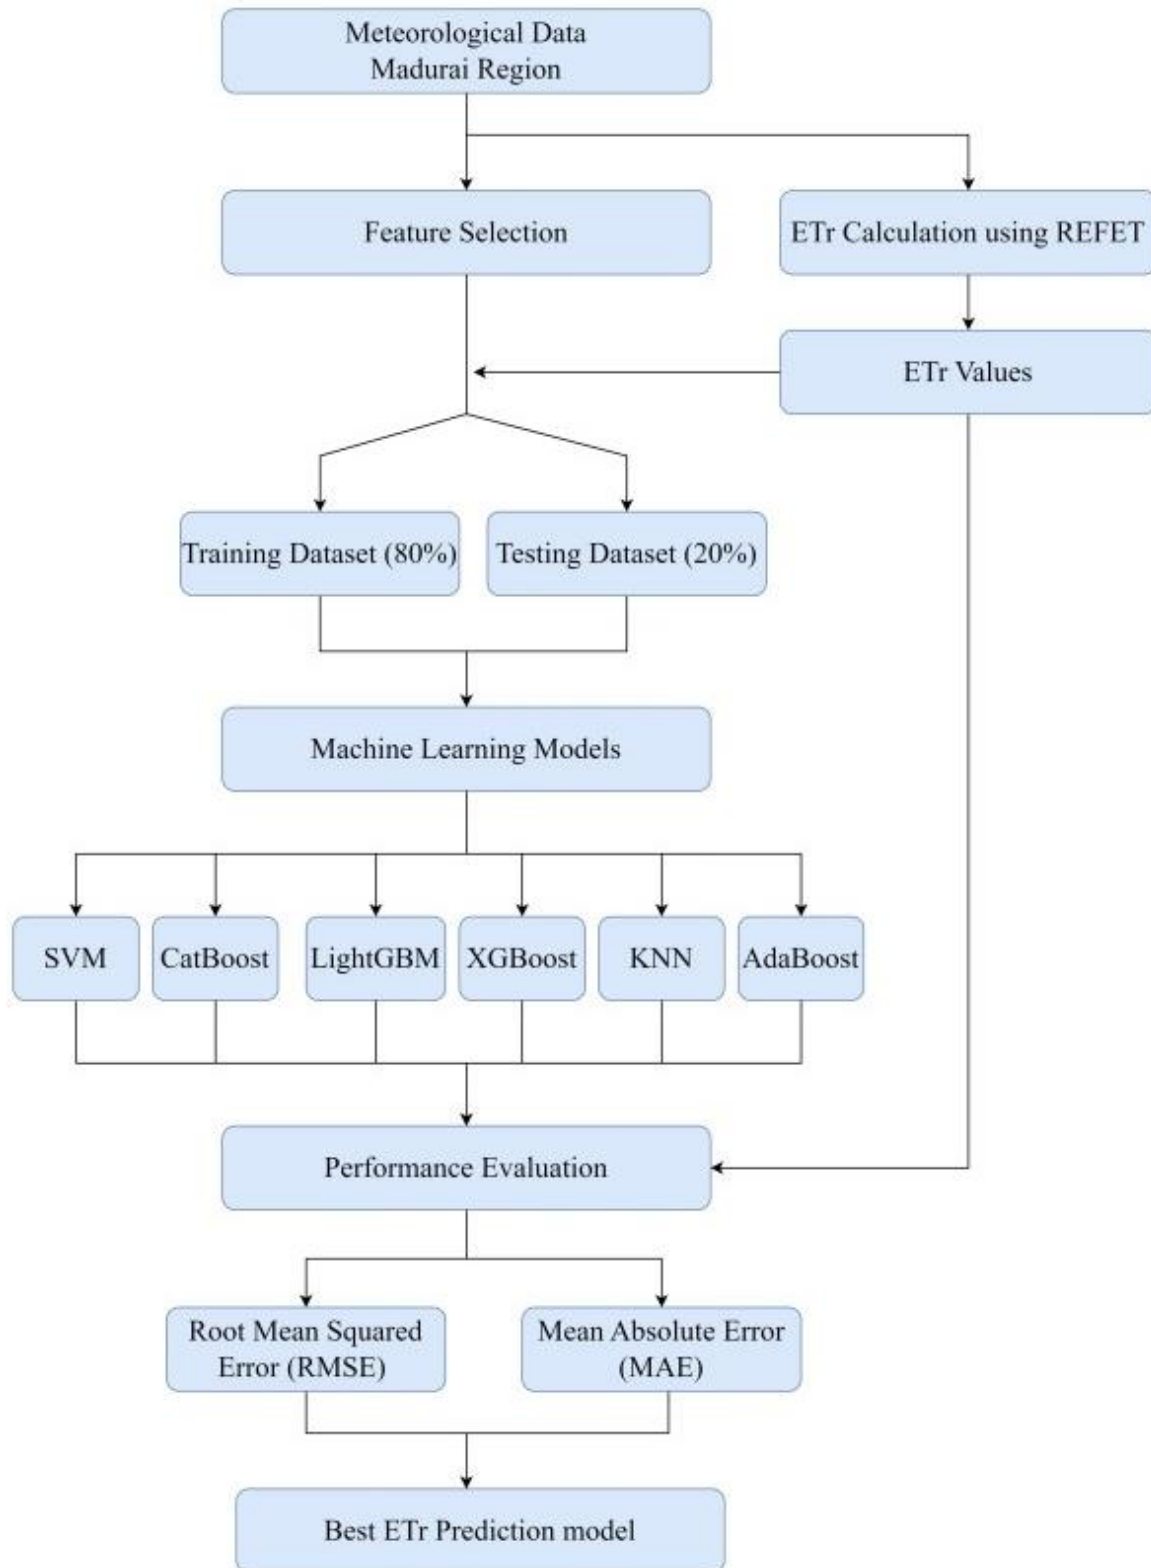 Meteorological Data
Madurai Region
Feature Selection
ETr Calculation using REFET
ETr Values
Training Dataset (80%)
Testing Dataset (20%)
Machine Learning Models
SVM
CatBoost
LightGBM
XGBoost
KNN
AdaBoost
Performance Evaluation
Root Mean Squared
Error (RMSE)
Mean Absolute Error
(MAE)
Best ETr Prediction model